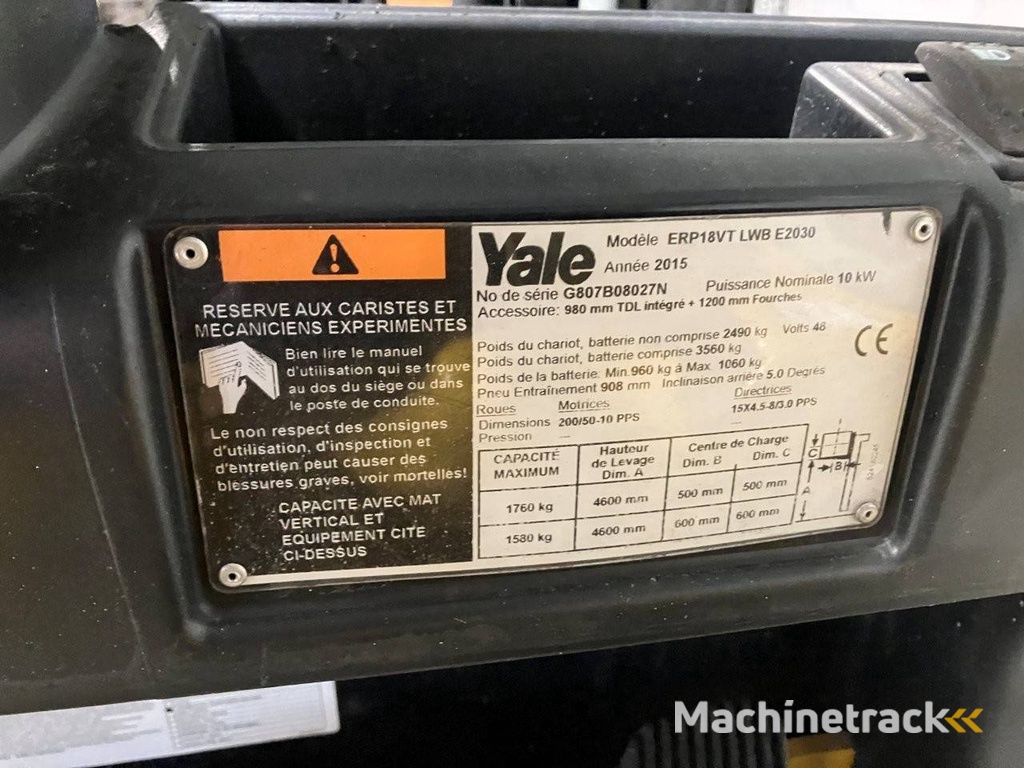 RESERVE AUX CARISTES ET
MECANICIENS EXPERIMENTES
Bien lire le manuel
d'utilisation qui se trouve
au dos du siège ou dans
le poste de conduite.
Le non respect des consignes
d'utilisation, d'inspection et
d'entretien peut causer des
blessures graves, voir mortelles!
CAPACITE AVEC MAT
VERTICAL ET
EQUIPEMENT CITE
CI-DESSUS
Yale
Modèle ERP18VT LWB E2030
Année 2015
Puissance Nominale 10 kW
No de série G807B08027N
Accessoire: 980 mm TDL intégré + 1200 mm Fourches
Poids du chariot, batterie non comprise 2490 kg Volts 48
Poids du chariot, batterie comprise 3560 kg
Poids de la batterie: Min. 960 kg à Max. 1060 kg
Pneu Entraînement 908 mm Inclinaison arrière 5.0 Degrés
CE
Roues Motrices Directrices
Dimensions 200/50-10 PPS 15X4.5-8/3.0 PPS
Pression --- ---
CAPACITÉ MAXIMUM Hauteur de Levage Dim. A Centre de Charge Dim. B Dim. C
1760 kg 4600 mm 500 mm 500 mm
1580 kg 4600 mm 600 mm 600 mm
C
B
A
Machinetrack